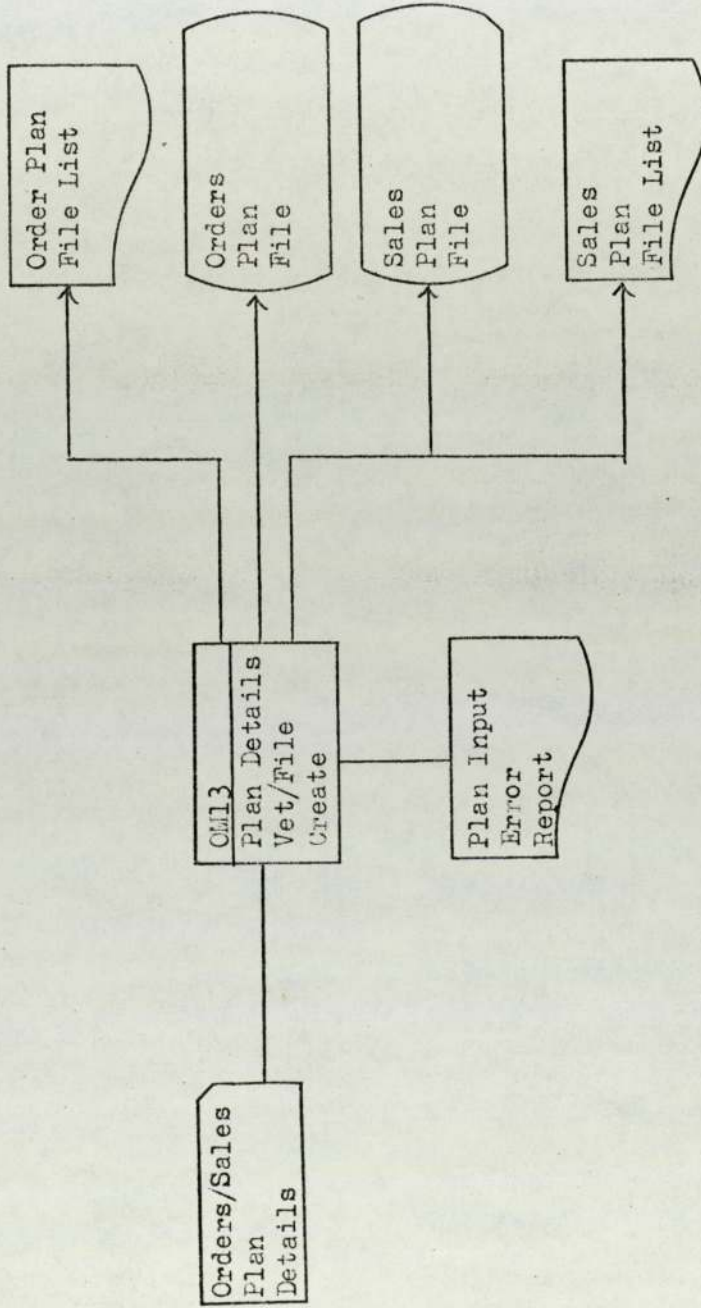 Orders/Sales
Plan
Details
OM13
Plan Details
Vet/File
Create
Plan Input
Error
Report
Order Plan
File List
Orders
Plan
File
Sales
Plan
File
Sales
Plan
File List